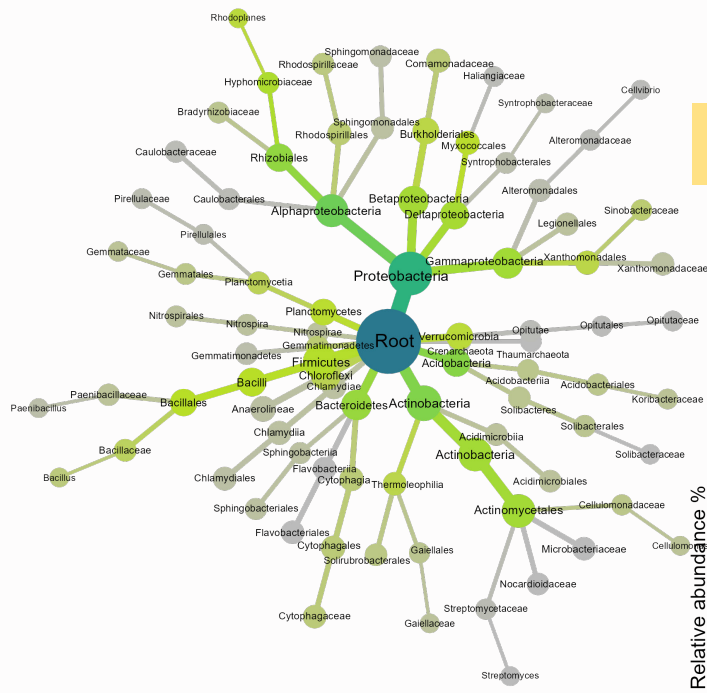 Rhodoplanes
Sphingomonadaceae
Rhodospirillaceae
Comamonadaceae
Haliangiaceae
Hyphomicrobiaceae
Cellvibrio
Syntrophobacteraceae
Bradyrhizobiaceae
Sphingomonadales
Rhodospirillales
Burkholderiales
Myxococcales
Alteromonadaceae
Caulobacteraceae
Rhizobiales
Syntrophobacterales
Pirellulaceae
Caulobacterales
Betaproteobacteria
Alteromonadales
Alphaproteobacteria
Deltaproteobacteria
Sinobacteraceae
Legionellales
Pirellulales
Gemmataceae
Gammaproteobacteria
Xanthomonadales
Xanthomonadaceae
Gemmatales
Proteobacteria
Planctomycetia
Planctomycetes
Nitrospirales
Nitrospira
Nitrospirae
Opitutaceae
Opitutales
Opitutae
Verrucomicrobia
Root
Gemmatimonadetes
Gemmatimonadetes
Crenarchaeota
Thaumarchaeota
Firmicutes
Acidobacteria
Chloroflexi
Bacilli
Acidobacteriia
Acidobacteriales
Chlamydiae
Paenibacillaceae
Koribacteraceae
Bacillales
Paenibacillus
Anaerolineae
Bacteroidetes
Actinobacteria
Solibacteres
Solibacterales
Chlamydiia
Acidimicrobiia
Bacillaceae
Sphingobacteriia
Actinobacteria
Solibacteraceae
Flavobacteriia
Bacillus
Chlamydiales
Cytophagia
Thermoleophilia
Acidimicrobiales
Sphingobacteriales
Actinomycetales
Cellulomonadaceae
Flavobacteriales
Cytophagales
Solirubrobacterales
Gaiellales
Microbacteriaceae
Cellulomon
Nocardioidaceae
Streptomycetaceae
Cytophagaceae
Gaiellaceae
Streptomyces
Relative abundance %